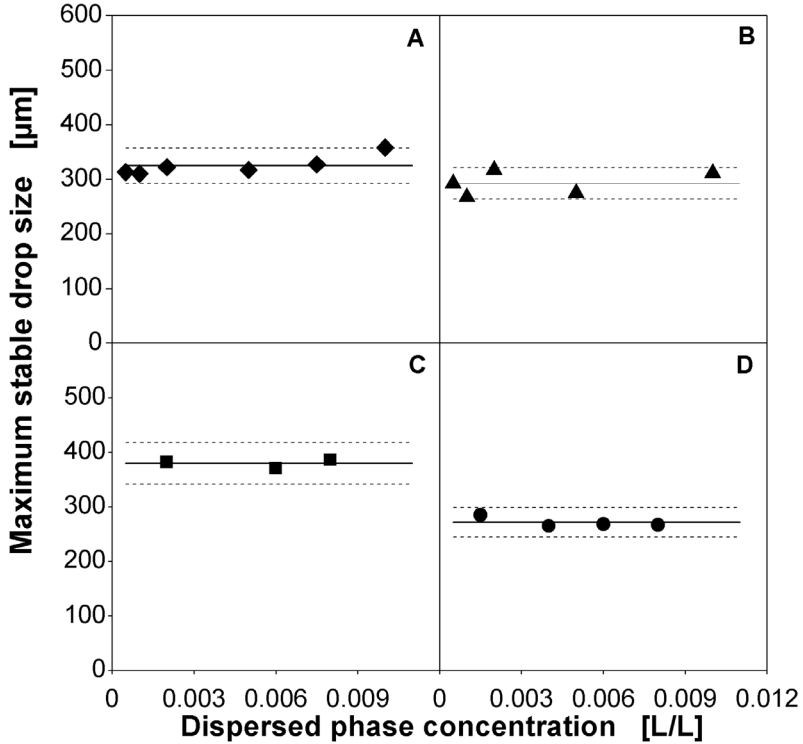 Maximum stable drop size [µm]
600
500
400
300
200
100
0
A
B
500
400
300
200
100
0
C
D
0 0.003 0.006 0.009 0 0.003 0.006 0.009 0.012
Dispersed phase concentration [L/L]